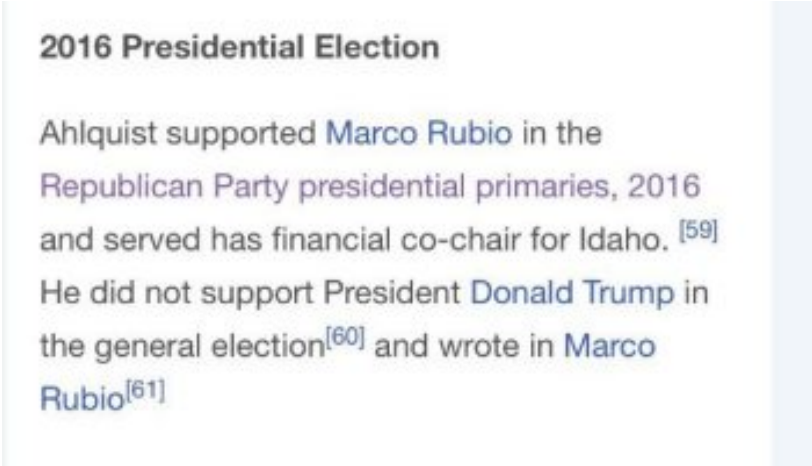 2016 Presidential Election
Ahlquist supported Marco Rubio in the
Republican Party presidential primaries, 2016
and served has financial co-chair for Idaho. [59]
He did not support President Donald Trump in
the general election[60] and wrote in Marco
Rubio[61]